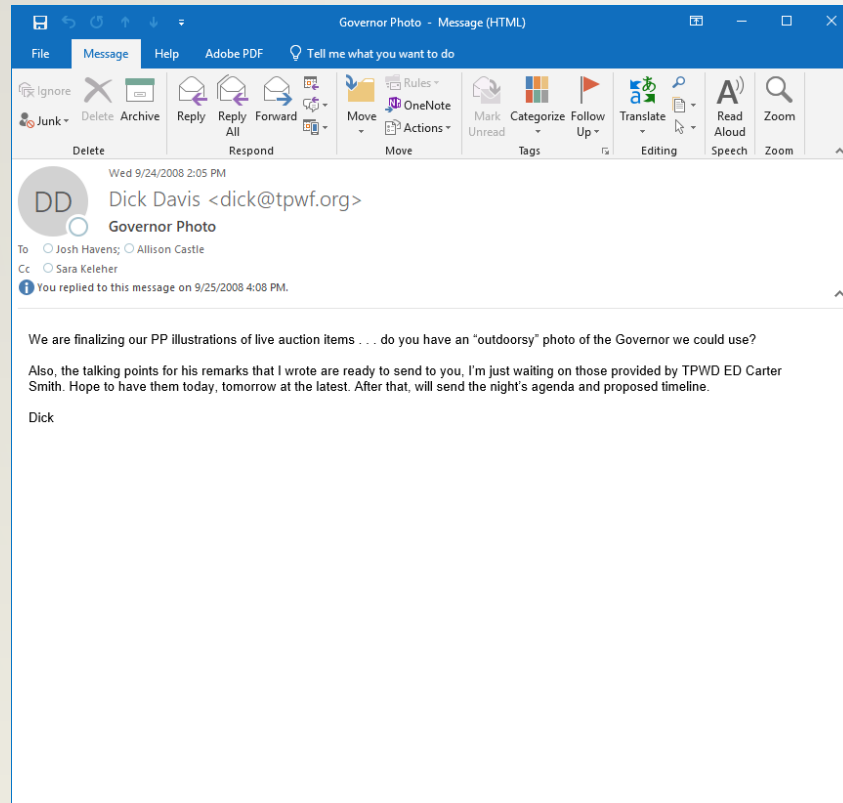 Governor Photo - Message (HTML)
File Message Help Adobe PDF Tell me what you want to do
Ignore
Junk
Delete
Archive
Reply
Reply All
Forward
Move
Rules
OneNote
Actions
Mark Unread
Categorize
Follow Up
Translate
Read Aloud
Zoom
Delete Respond Move Tags Editing Speech Zoom
Wed 9/24/2008 2:05 PM
DD
Dick Davis <dick@tpwf.org>
Governor Photo
To Josh Havens; Allison Castle
Cc Sara Keleher
You replied to this message on 9/25/2008 4:08 PM.
We are finalizing our PP illustrations of live auction items . . . do you have an “outdoorsy” photo of the Governor we could use?
Also, the talking points for his remarks that I wrote are ready to send to you, I’m just waiting on those provided by TPWD ED Carter
Smith. Hope to have them today, tomorrow at the latest. After that, will send the night’s agenda and proposed timeline.
Dick